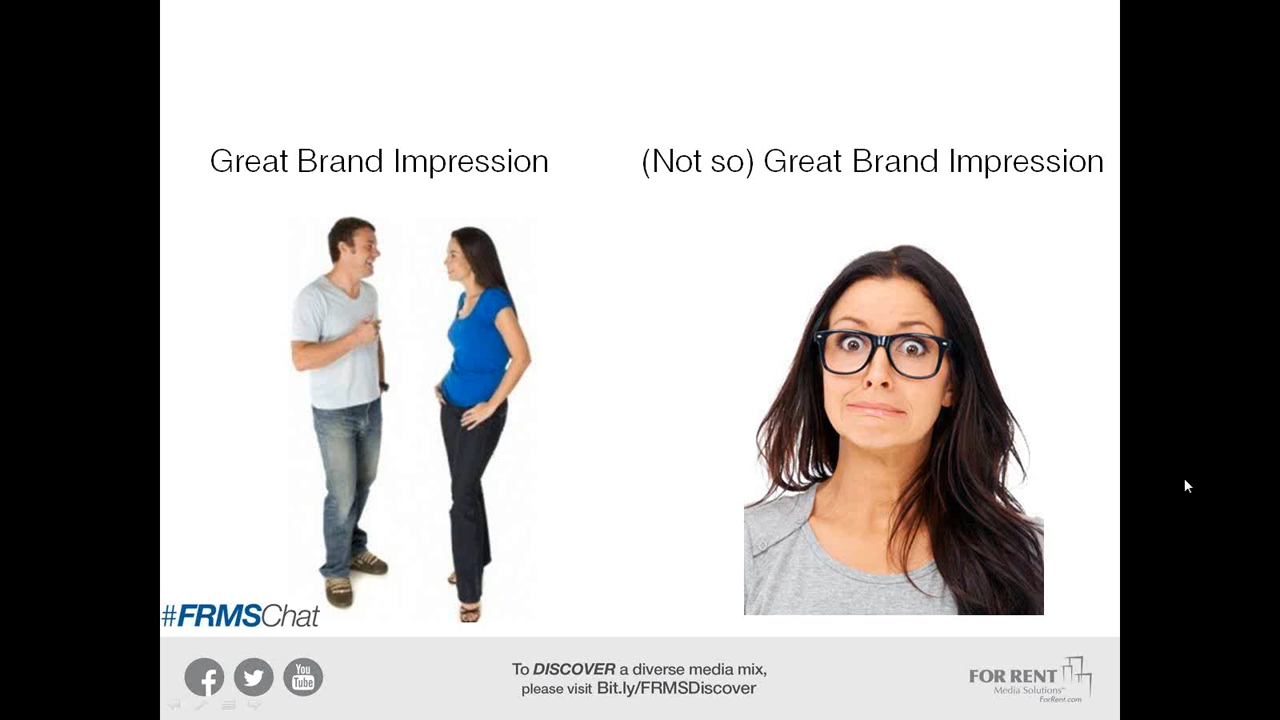 Great Brand Impression
(Not so) Great Brand Impression
#FRMSChat
You
Tube
To DISCOVER a diverse media mix,
please visit Bit.ly/FRMSDiscover
FOR RENT
Media Solutions™
ForRent.com